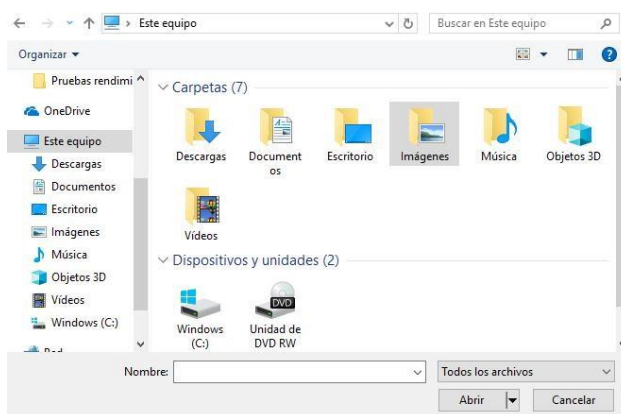 Este equipo
Buscar en Este equipo
Organizar
Pruebas rendimi
OneDrive
Este equipo
Descargas
Documentos
Escritorio
Imágenes
Música
Objetos 3D
Vídeos
Windows (C:)
Carpetas (7)
Descargas
Document
os
Escritorio
Imágenes
Música
Objetos 3D
Vídeos
Dispositivos y unidades (2)
DVD
Windows
(C:)
Unidad de
DVD RW
Nombre:
Todos los archivos
Abrir
Cancelar